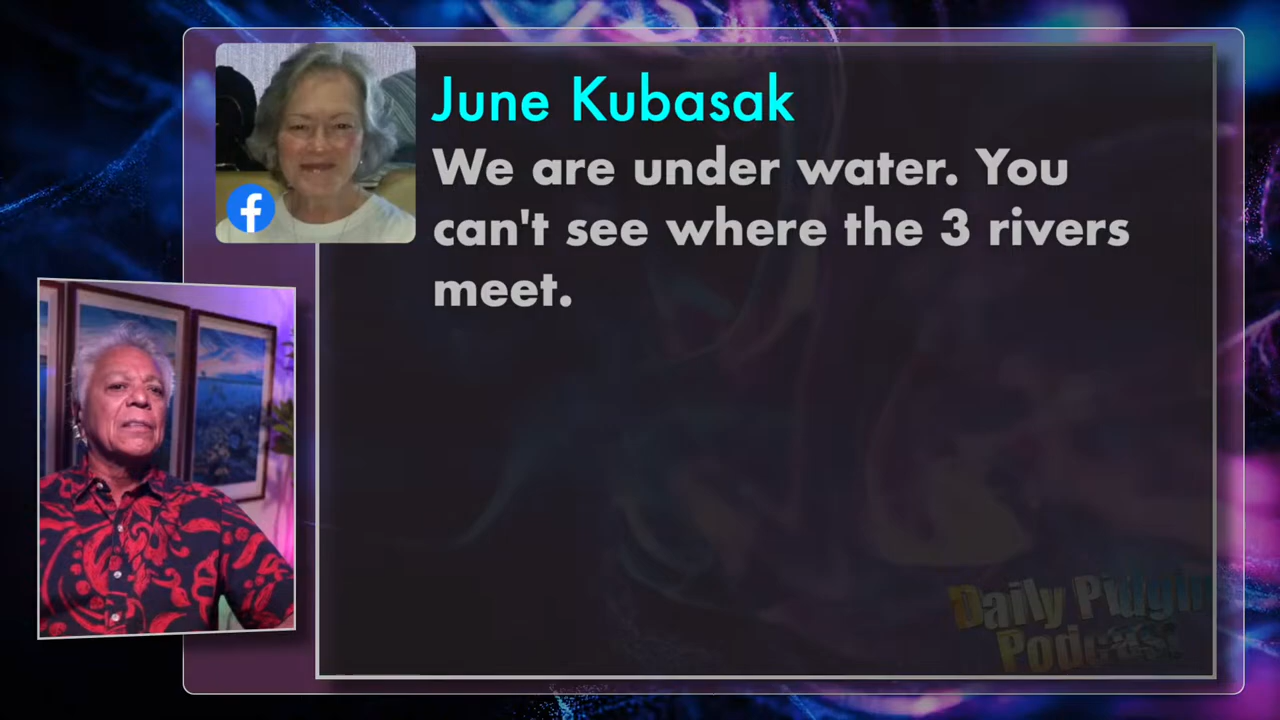 June Kubasak
We are under water. You
can't see where the 3 rivers
meet.
Daily Pidgin
Podcast